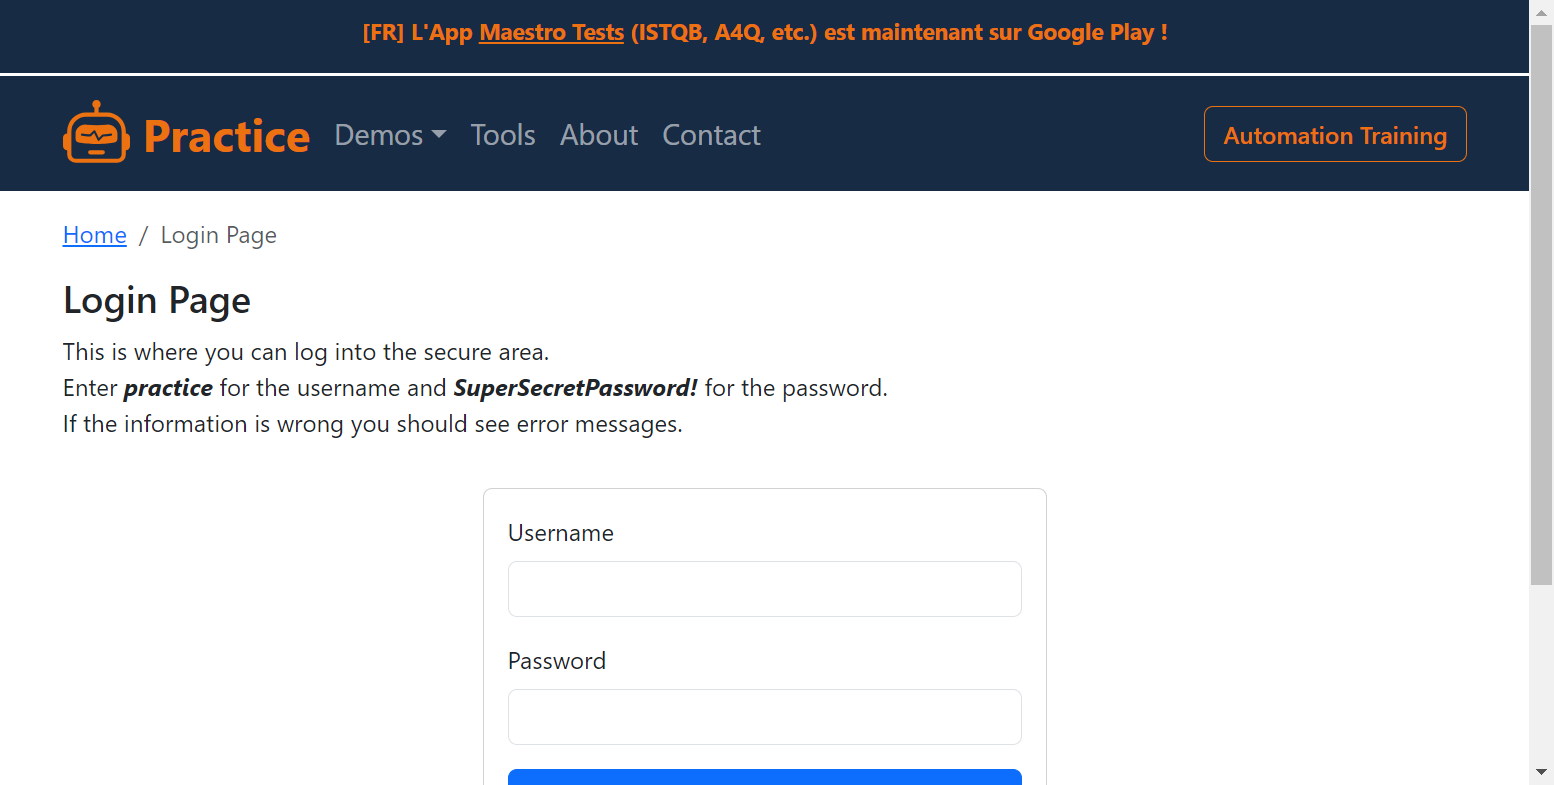 [FR] L'App Maestro Tests (ISTQB, A4Q, etc.) est maintenant sur Google Play !
Practice Demos Tools About Contact Automation Training
Home / Login Page
Login Page
This is where you can log into the secure area.
Enter practice for the username and SuperSecretPassword! for the password.
If the information is wrong you should see error messages.
Username
Password